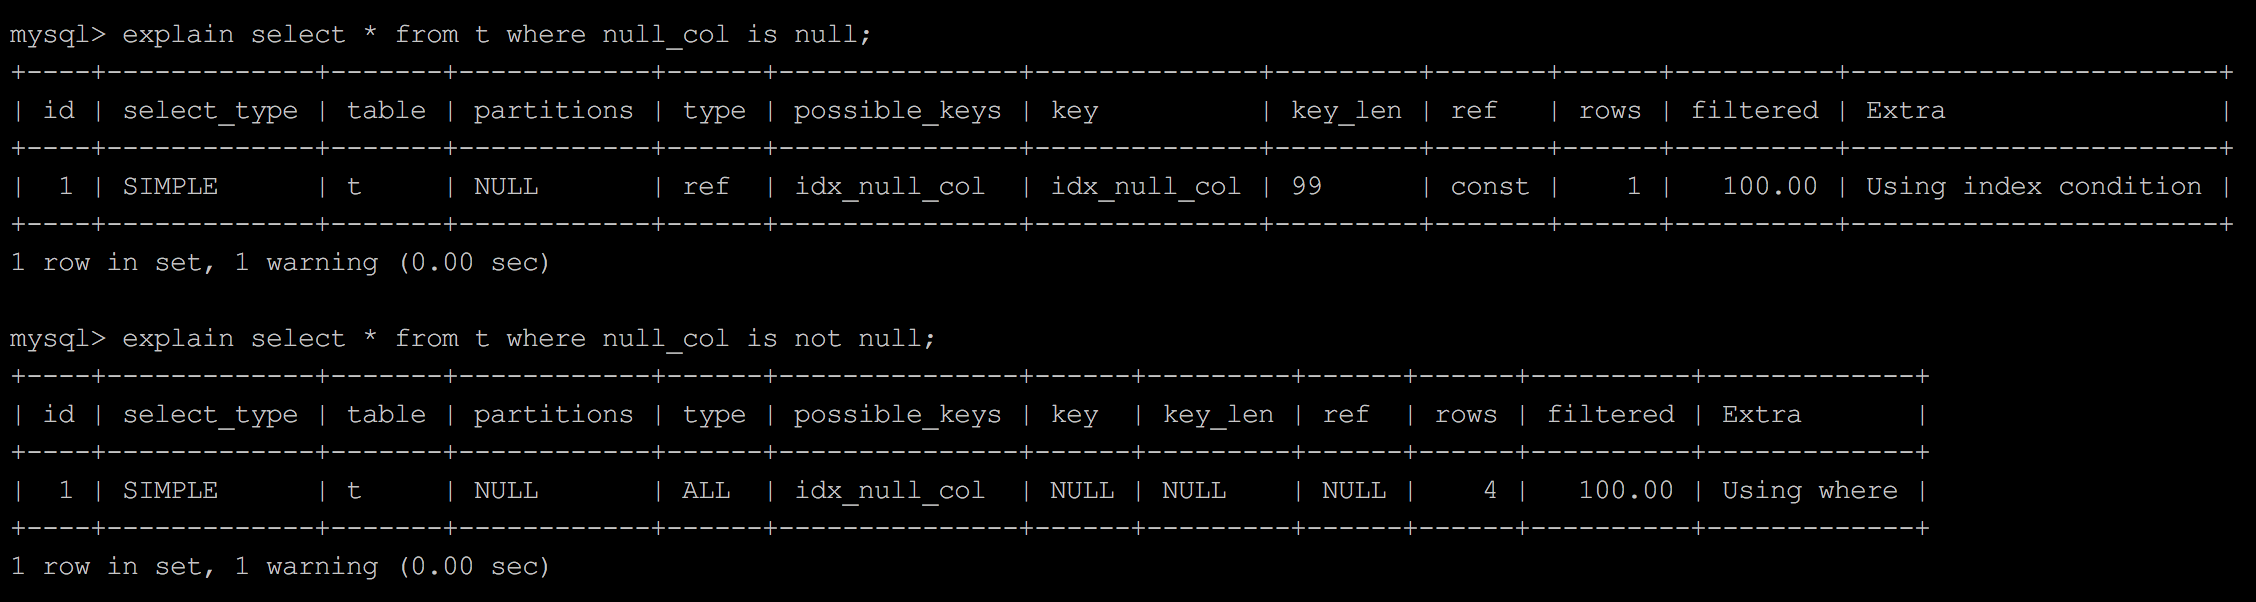 mysql> explain select * from t where null_col is null;
+----+-------------+-------+------------+------+---------------+--------------+---------+-------+------+----------+-----------------------+
| id | select_type | table | partitions | type | possible_keys | key          | key_len | ref   | rows | filtered | Extra                 |
+----+-------------+-------+------------+------+---------------+--------------+---------+-------+------+----------+-----------------------+
|  1 | SIMPLE      | t     | NULL       | ref  | idx_null_col  | idx_null_col | 99      | const |    1 |   100.00 | Using index condition |
+----+-------------+-------+------------+------+---------------+--------------+---------+-------+------+----------+-----------------------+
1 row in set, 1 warning (0.00 sec)

mysql> explain select * from t where null_col is not null;
+----+-------------+-------+------------+------+---------------+------+---------+------+------+----------+-------------+
| id | select_type | table | partitions | type | possible_keys | key  | key_len | ref  | rows | filtered | Extra       |
+----+-------------+-------+------------+------+---------------+------+---------+------+------+----------+-------------+
|  1 | SIMPLE      | t     | NULL       | ALL  | idx_null_col  | NULL | NULL    | NULL |    4 |   100.00 | Using where |
+----+-------------+-------+------------+------+---------------+------+---------+------+------+----------+-------------+
1 row in set, 1 warning (0.00 sec)